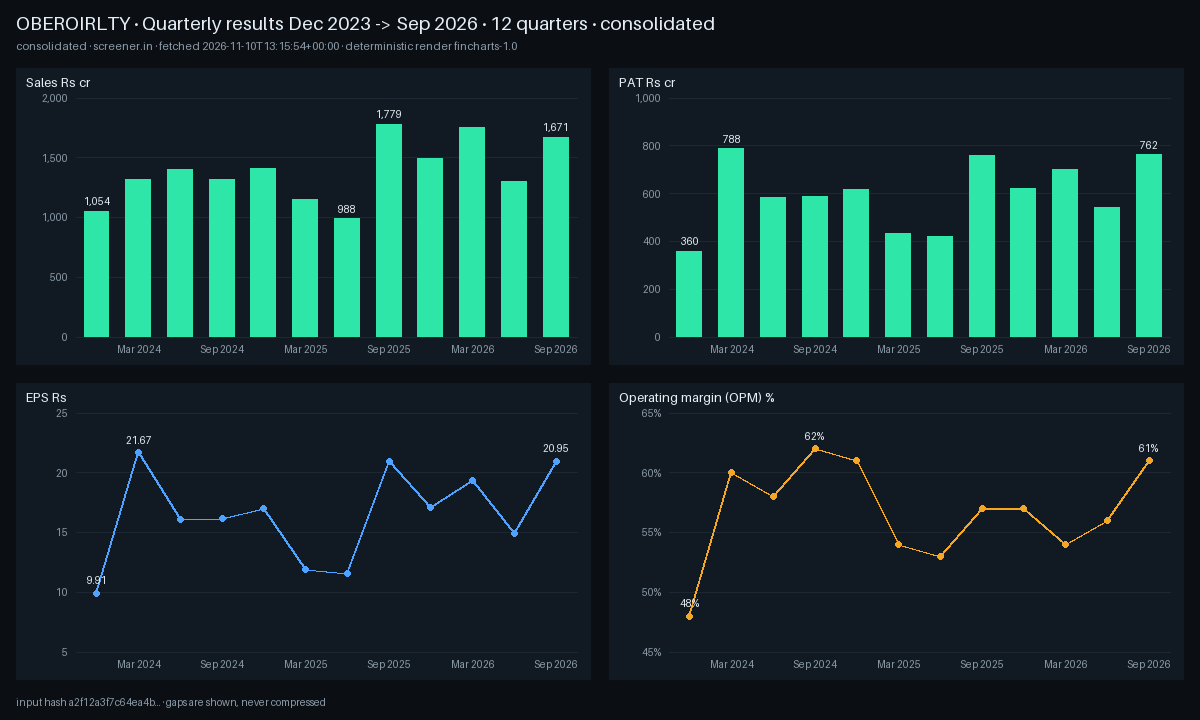 OBEROIRLTY · Quarterly results Dec 2023 -> Sep 2026 · 12 quarters · consolidated
consolidated · screener.in · fetched 2026-11-10T13:15:54+00:00 · deterministic render fincharts-1.0
Sales Rs cr
2,000
1,500
1,000
500
0
1,054
988
1,779
1,671
Mar 2024
Sep 2024
Mar 2025
Sep 2025
Mar 2026
Sep 2026
PAT Rs cr
1,000
800
600
400
200
0
360
788
762
Mar 2024
Sep 2024
Mar 2025
Sep 2025
Mar 2026
Sep 2026
EPS Rs
25
20
15
10
5
9.91
21.67
20.95
Mar 2024
Sep 2024
Mar 2025
Sep 2025
Mar 2026
Sep 2026
Operating margin (OPM) %
65%
60%
55%
50%
45%
48%
62%
61%
Mar 2024
Sep 2024
Mar 2025
Sep 2025
Mar 2026
Sep 2026
input hash a2f12a3f7c64ea4b… · gaps are shown, never compressed